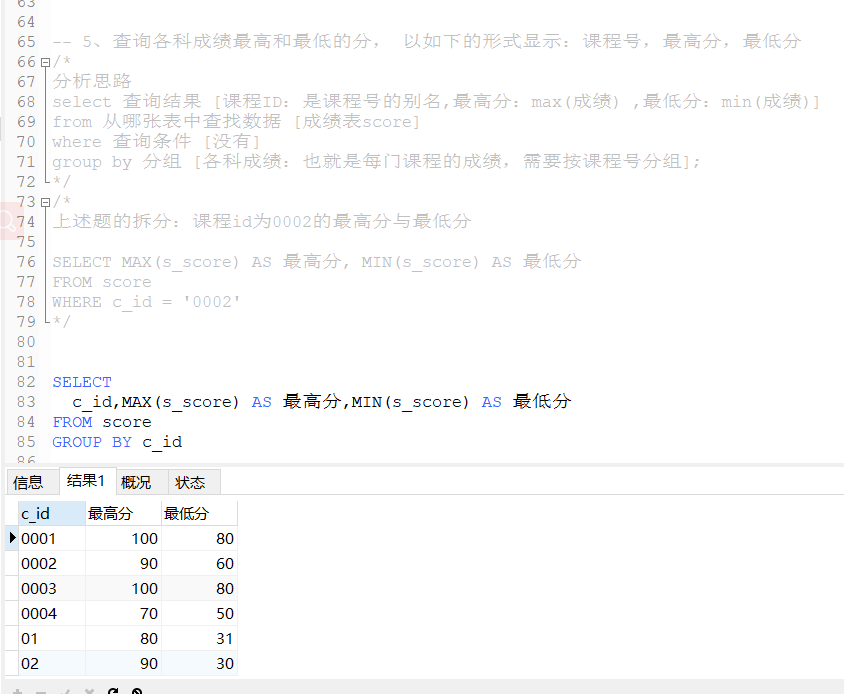 63
64
65 -- 5、查询各科成绩最高和最低的分， 以如下的形式显示：课程号，最高分，最低分
66 /*
67 分析思路
68 select 查询结果 [课程ID：是课程号的别名,最高分：max(成绩) ,最低分：min(成绩)]
69 from 从哪张表中查找数据 [成绩表score]
70 where 查询条件 [没有]
71 group by 分组 [各科成绩：也就是每门课程的成绩，需要按课程号分组];
72 */
73 /*
74 上述题的拆分：课程id为0002的最高分与最低分
75
76 SELECT MAX(s_score) AS 最高分, MIN(s_score) AS 最低分
77 FROM score
78 WHERE c_id = '0002'
79 */
80
81
82 SELECT
83 c_id,MAX(s_score) AS 最高分,MIN(s_score) AS 最低分
84 FROM score
85 GROUP BY c_id
86
信息 结果1 概况 状态
c_id 最高分 最低分
0001 100 80
0002 90 60
0003 100 80
0004 70 50
01 80 31
02 90 30